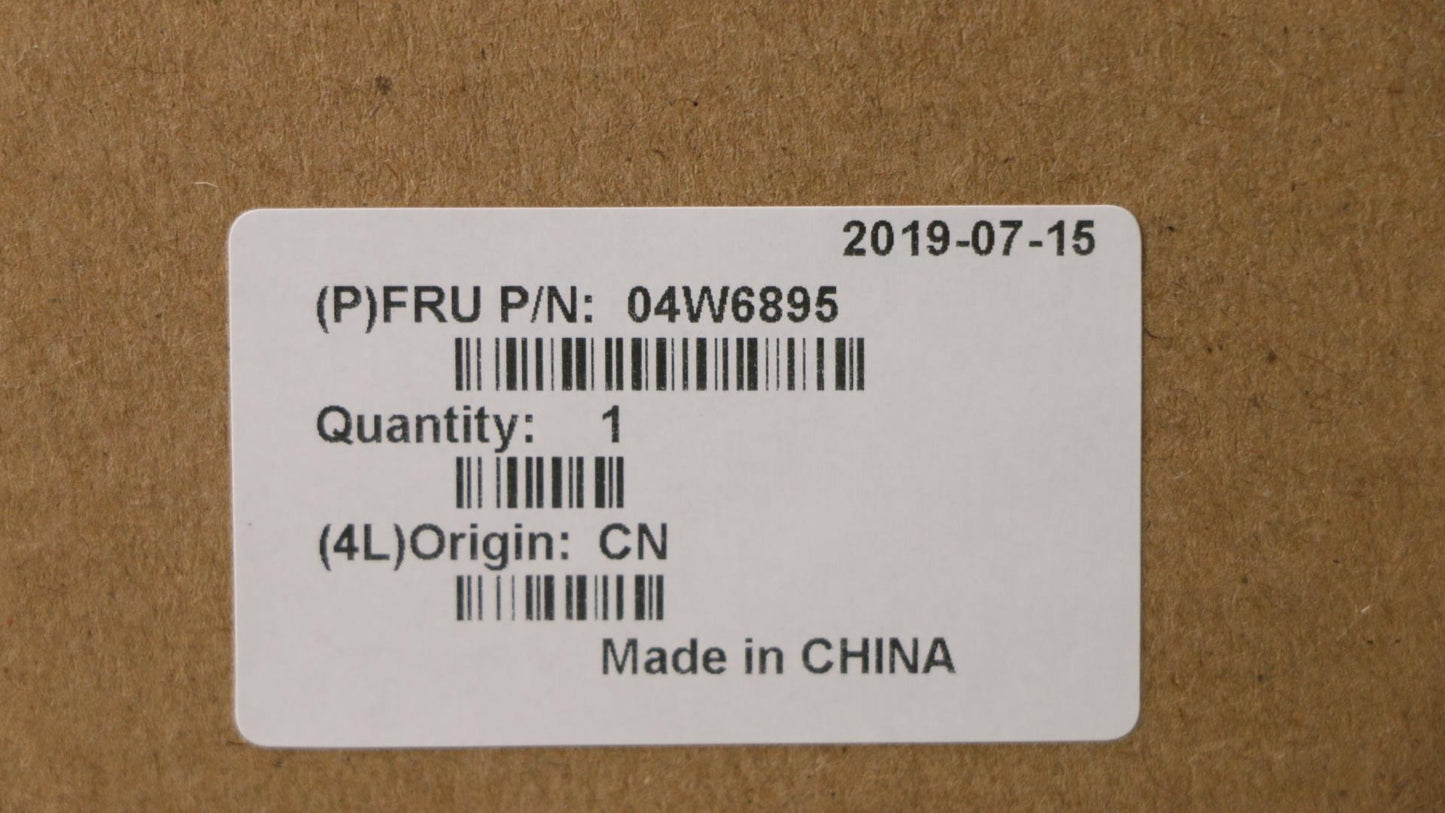 2019-07-15
(P)FRU P/N: 04W6895
Quantity: 1
(4L)Origin: CN
Made in CHINA